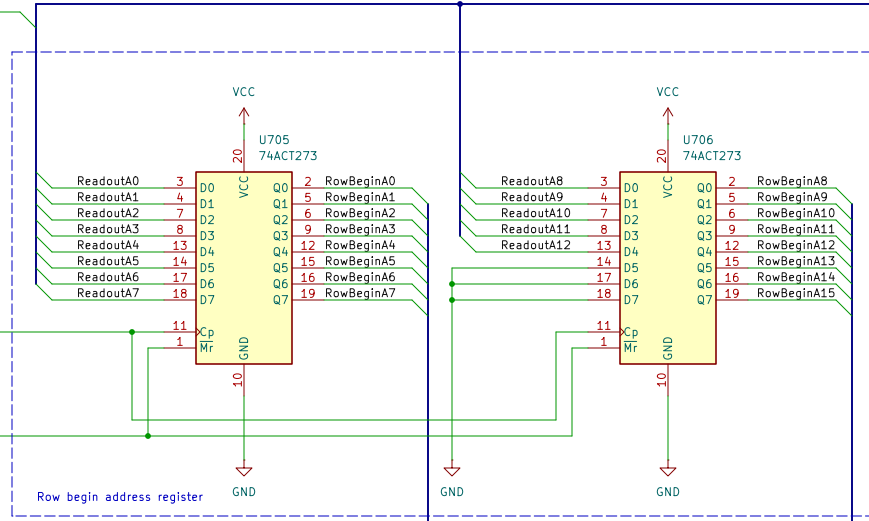 VCC
VCC
U705
74ACT273
U706
74ACT273
20
VCC
20
VCC
ReadoutA0 3 D0 Q0 2 RowBeginA0
ReadoutA1 4 D1 Q1 5 RowBeginA1
ReadoutA2 7 D2 Q2 6 RowBeginA2
ReadoutA3 8 D3 Q3 9 RowBeginA3
ReadoutA4 13 D4 Q4 12 RowBeginA4
ReadoutA5 14 D5 Q5 15 RowBeginA5
ReadoutA6 17 D6 Q6 16 RowBeginA6
ReadoutA7 18 D7 Q7 19 RowBeginA7
11 Cp
1 Mr
GND
10
GND
ReadoutA8 3 D0 Q0 2 RowBeginA8
ReadoutA9 4 D1 Q1 5 RowBeginA9
ReadoutA10 7 D2 Q2 6 RowBeginA10
ReadoutA11 8 D3 Q3 9 RowBeginA11
ReadoutA12 13 D4 Q4 12 RowBeginA12
14 D5 Q5 15 RowBeginA13
17 D6 Q6 16 RowBeginA14
18 D7 Q7 19 RowBeginA15
11 Cp
1 Mr
GND
10
GND
GND
Row begin address register